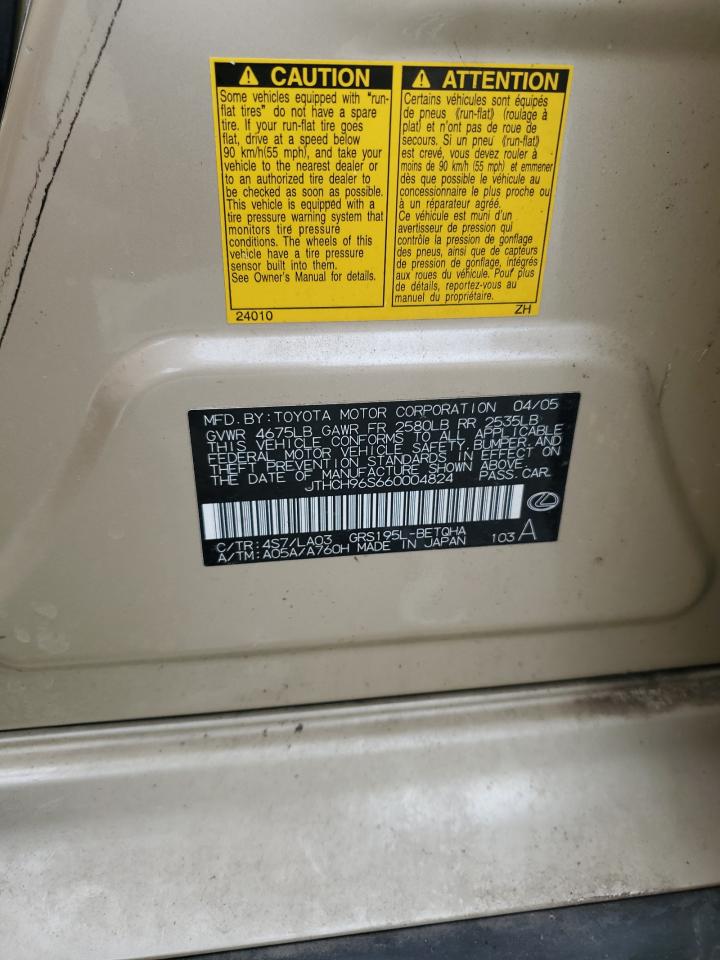 ⚠ CAUTION
Some vehicles equipped with "run-
flat tires" do not have a spare
tire. If your run-flat tire goes
flat, drive at a speed below
90 km/h(55 mph), and take your
vehicle to the nearest dealer or
to an authorized tire dealer to
be checked as soon as possible.
This vehicle is equipped with a
tire pressure warning system that
monitors tire pressure
conditions. The wheels of this
vehicle have a tire pressure
sensor built into them.
See Owner's Manual for details.
24010
⚠ ATTENTION
Certains véhicules sont équipés
de pneus 《run-flat》 (roulage à
plat) et n'ont pas de roue de
secours. Si un pneu 《run-flat》
est crevé, vous devez rouler à
moins de 90 km/h (55 mph) et emmener
dès que possible le véhicule au
concessionnaire le plus proche ou
à un réparateur agréé.
Ce véhicule est muni d'un
avertisseur de pression qui
contrôle la pression de gonflage
des pneus, ainsi que de capteurs
de pression de gonflage, intégrés
aux roues du véhicule. Pour plus
de détails, reportez-vous au
manuel du propriétaire.
ZH
MFD. BY: TOYOTA MOTOR CORPORATION 04/05
GVWR 4675LB GAWR FR 2580LB RR 2535LB
THIS VEHICLE CONFORMS TO ALL APPLICABLE
FEDERAL MOTOR VEHICLE SAFETY, BUMPER, AND
THEFT PREVENTION STANDARDS IN EFFECT ON
THE DATE OF MANUFACTURE SHOWN ABOVE.
JTHCH96S660004824 PASS. CAR
C/TR: 4S7/LA03 GRS195L-BETQHA
A/TM: A05A/A760H MADE IN JAPAN 103 A